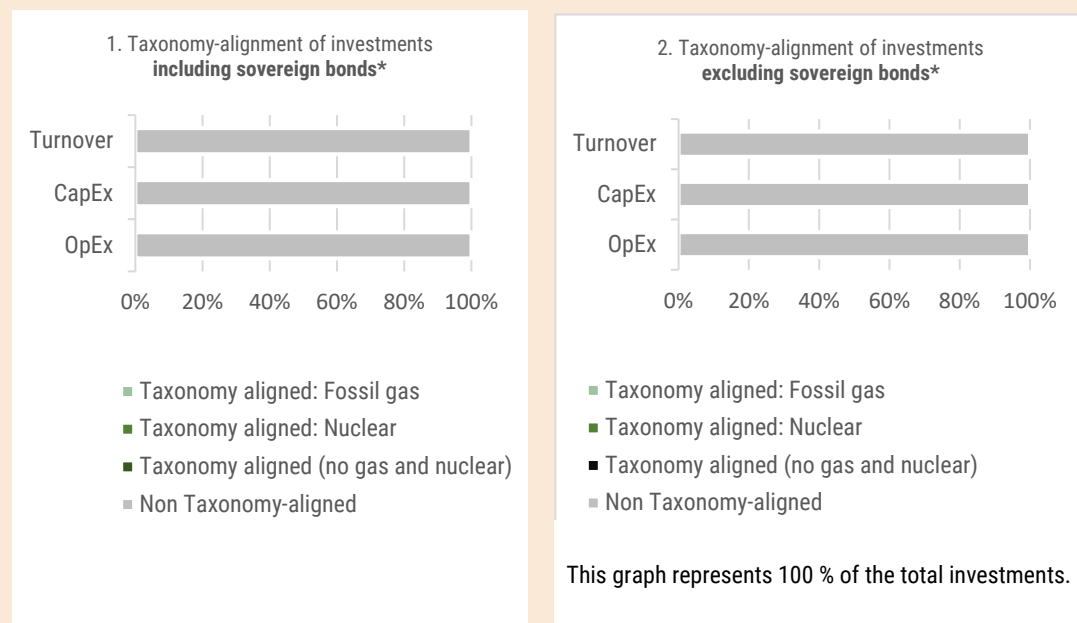 1. Taxonomy-alignment of investments
including sovereign bonds*
Turnover
CapEx
OpEx
0% 20% 40% 60% 80% 100%
Taxonomy aligned: Fossil gas
Taxonomy aligned: Nuclear
Taxonomy aligned (no gas and nuclear)
Non Taxonomy-aligned
2. Taxonomy-alignment of investments
excluding sovereign bonds*
Turnover
CapEx
OpEx
0% 20% 40% 60% 80% 100%
Taxonomy aligned: Fossil gas
Taxonomy aligned: Nuclear
Taxonomy aligned (no gas and nuclear)
Non Taxonomy-aligned
This graph represents 100 % of the total investments.